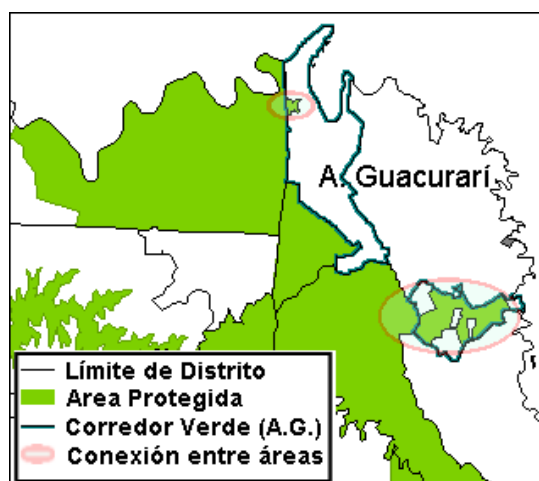 A. Guacurarí
Límite de Distrito
Area Protegida
Corredor Verde (A.G.)
Conexión entre áreas